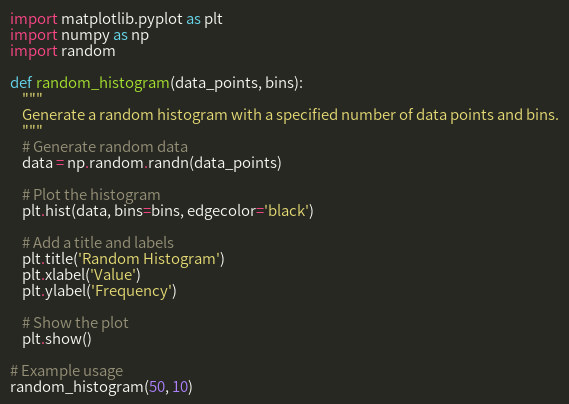 import matplotlib.pyplot as plt
import numpy as np
import random

def random_histogram(data_points, bins):
    """
    Generate a random histogram with a specified number of data points and bins.
    """
    # Generate random data
    data = np.random.randn(data_points)

    # Plot the histogram
    plt.hist(data, bins=bins, edgecolor='black')

    # Add a title and labels
    plt.title('Random Histogram')
    plt.xlabel('Value')
    plt.ylabel('Frequency')

    # Show the plot
    plt.show()

# Example usage
random_histogram(50, 10)